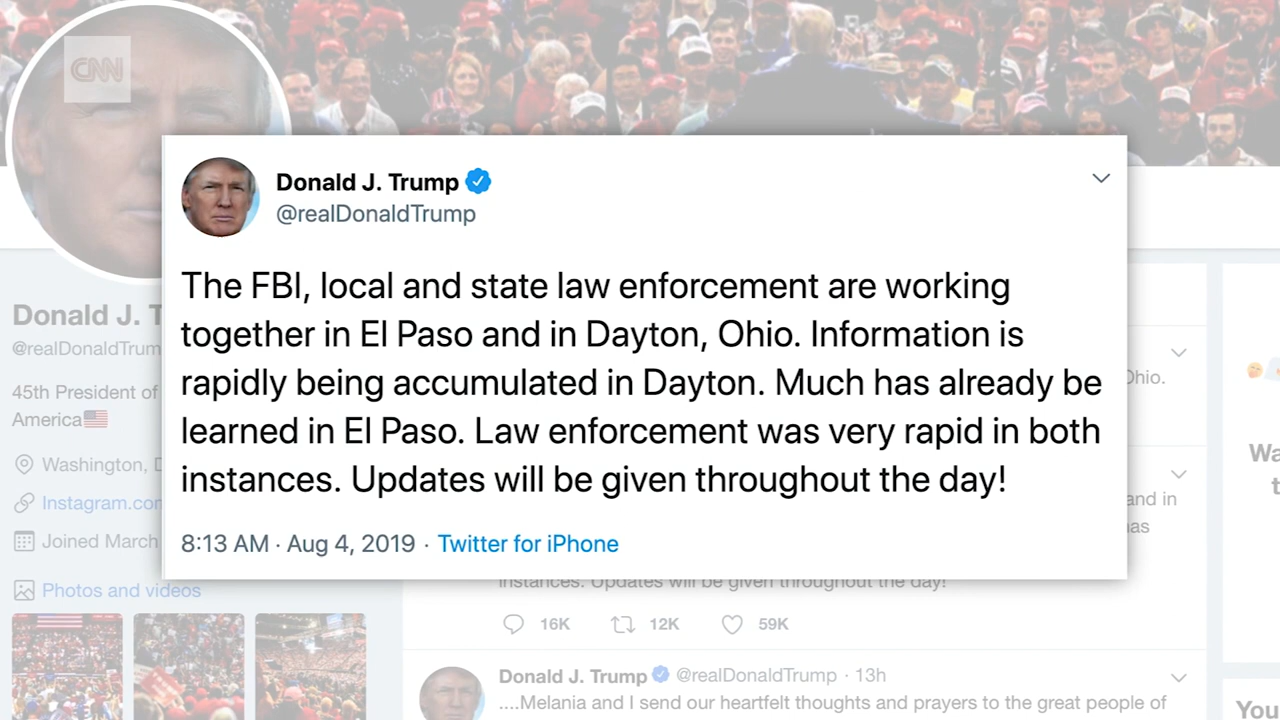 CNN
Donald J. Trump
@realDonaldTrump
The FBI, local and state law enforcement are working
together in El Paso and in Dayton, Ohio. Information is
rapidly being accumulated in Dayton. Much has already be
learned in El Paso. Law enforcement was very rapid in both
instances. Updates will be given throughout the day!
8:13 AM · Aug 4, 2019 · Twitter for iPhone
Donald J. T
@realDonaldTrum
45th President of
America
Washington, D
Instagram.com
Joined March
Photos and videos
Ohio.
and in
has
instances. Updates will be given throughout the day!
16K 12K 59K
Donald J. Trump @realDonaldTrump · 13h
....Melania and I send our heartfelt thoughts and prayers to the great people of
Wa
t
You